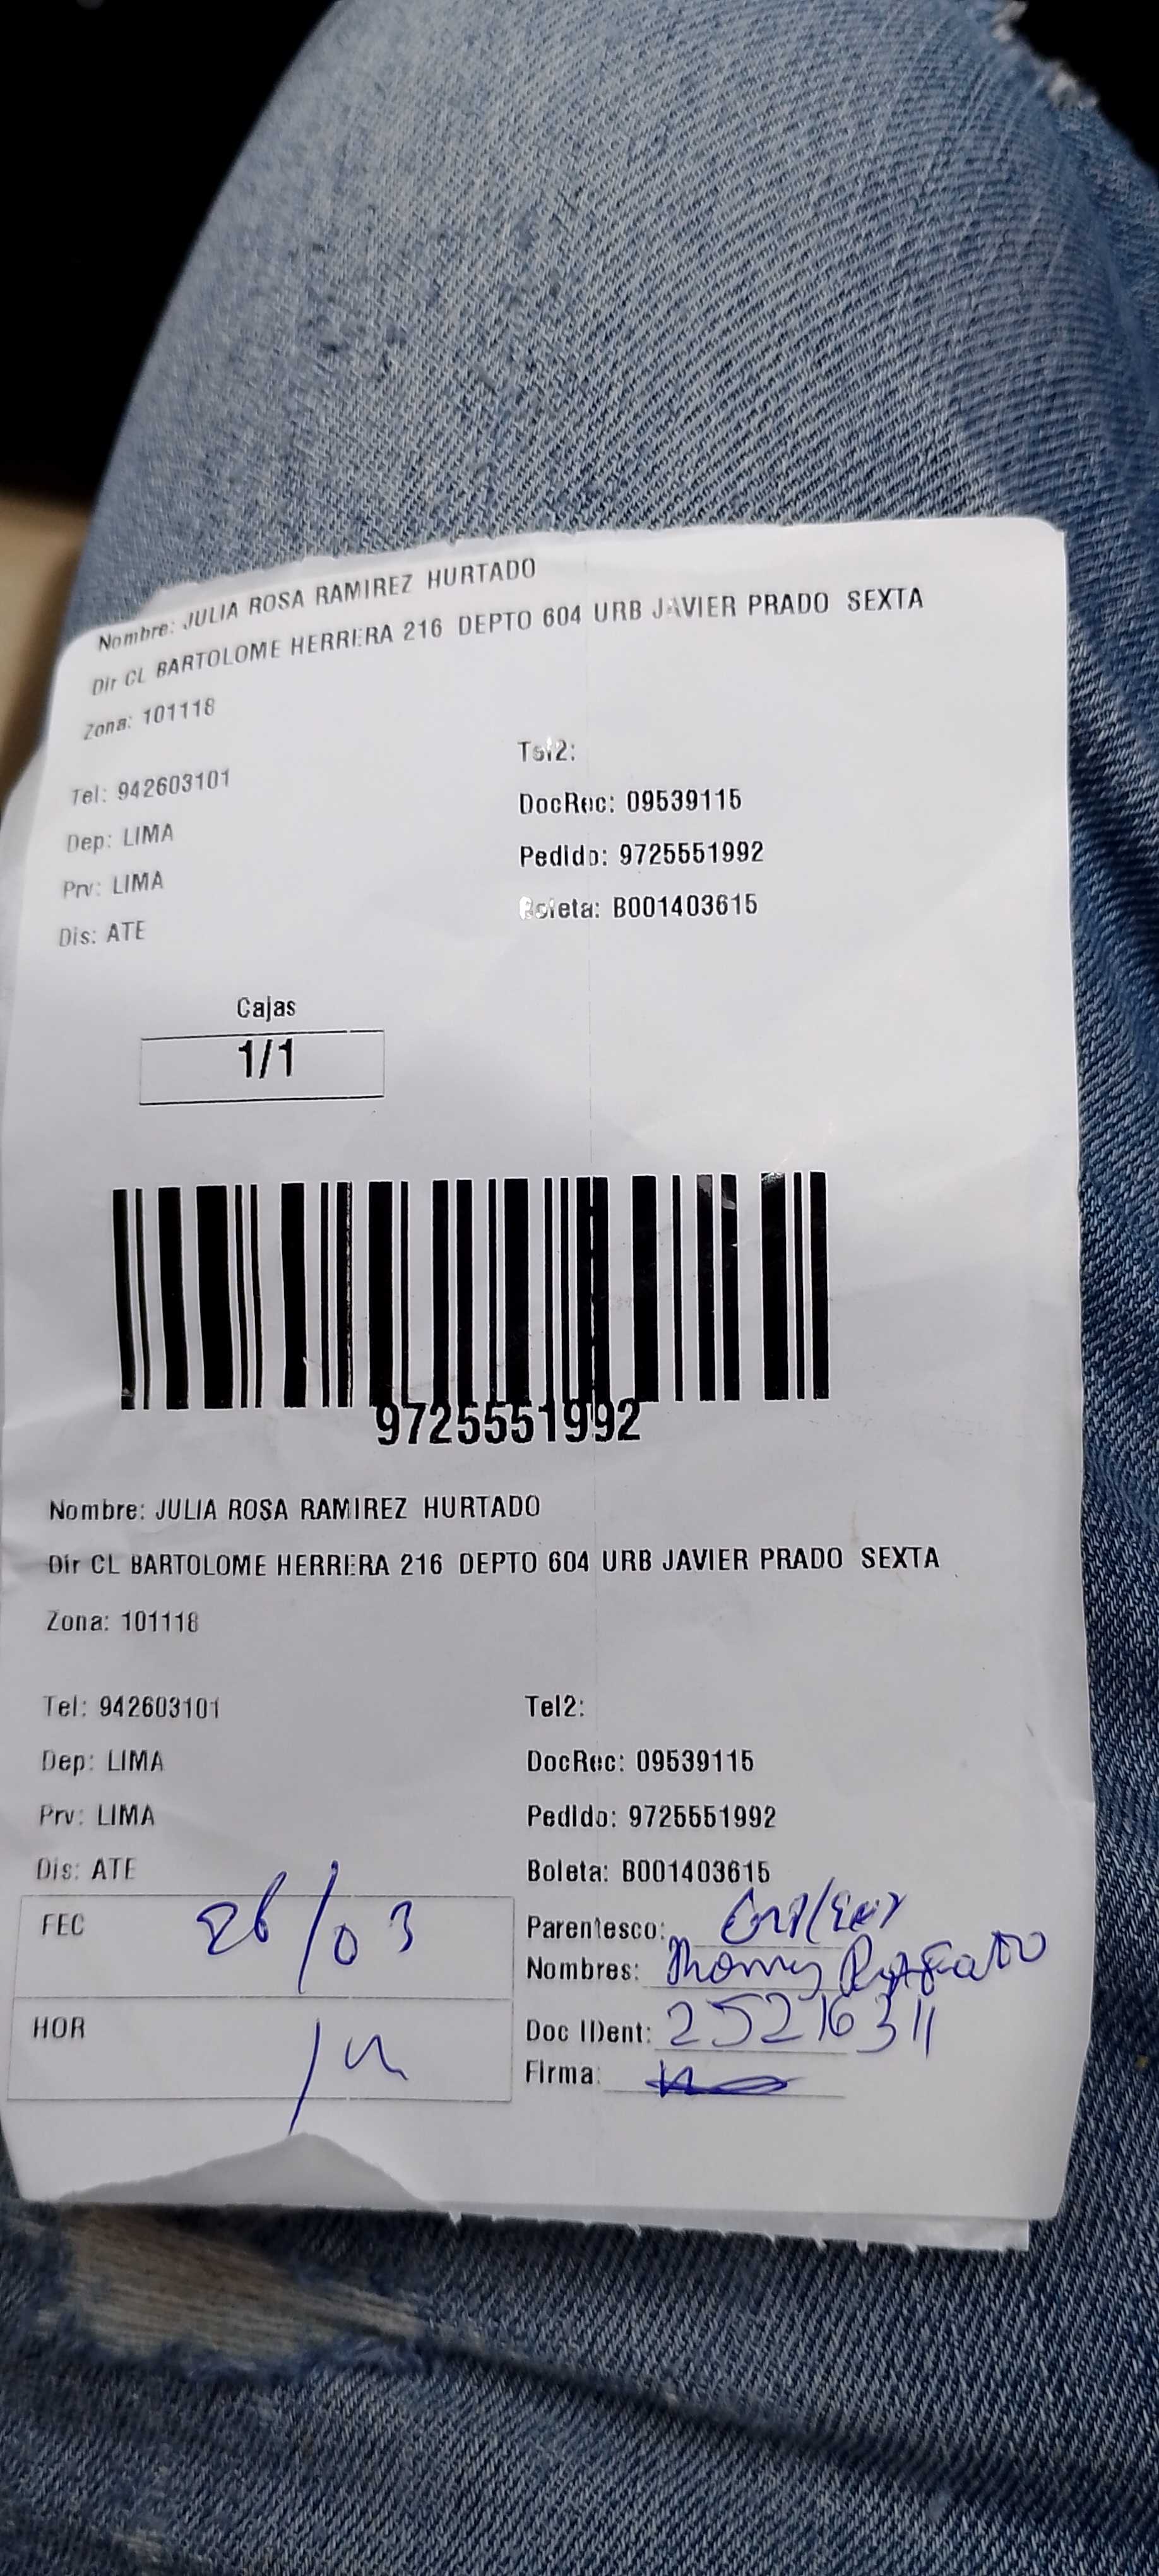 Nombre: JULIA ROSA RAMIREZ HURTADO
Dir CL BARTOLOME HERRERA 216 DEPTO 604 URB JAVIER PRADO SEXTA
Zona: 101118
Tel: 942603101 Tel2:
Dep: LIMA DocRec: 09539115
Prv: LIMA Pedido: 9725551992
Dis: ATE Boleta: B001403615
Cajas
1/1
9725551992
Nombre: JULIA ROSA RAMIREZ HURTADO
Dir CL BARTOLOME HERRERA 216 DEPTO 604 URB JAVIER PRADO SEXTA
Zona: 101118
Tel: 942603101 Tel2:
Dep: LIMA DocRec: 09539115
Prv: LIMA Pedido: 9725551992
Dis: ATE Boleta: B001403615
FEC 26/03 Parentesco:
Nombres:
HOR Doc IDent: 25216311
Firma: